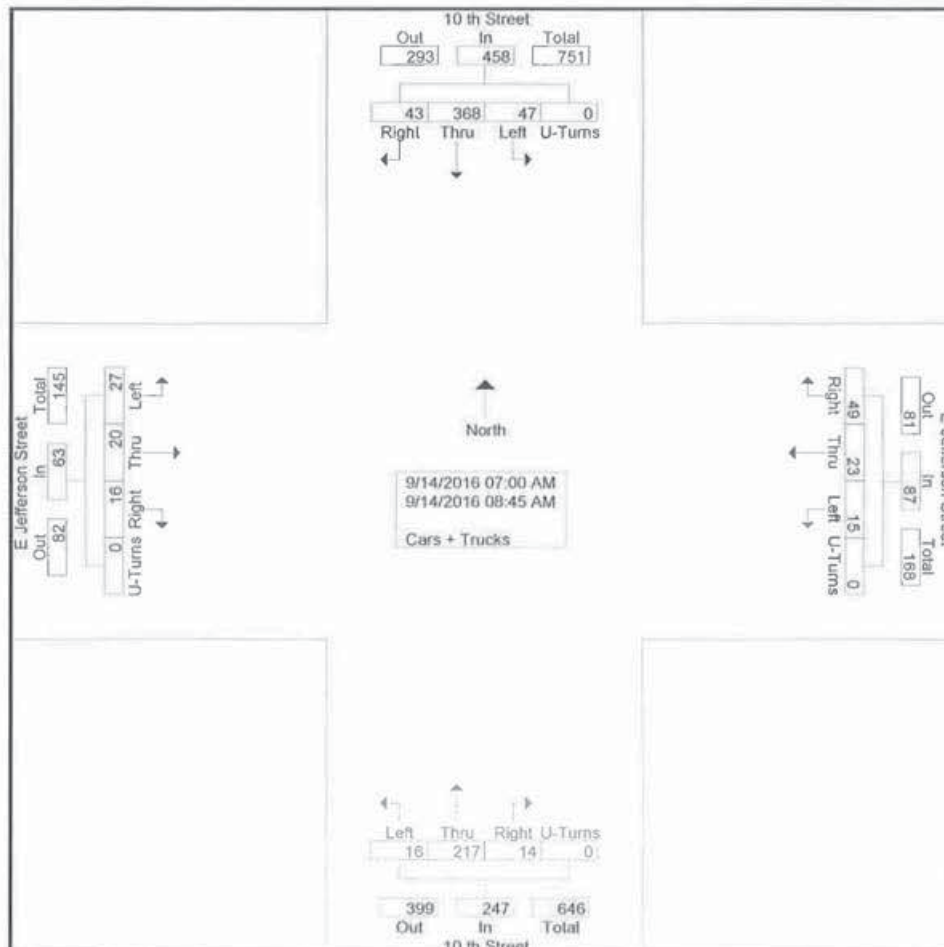 10 th Street
Out In Total
293 458 751
43 368 47 0
Right Thru Left U-Turns
E Jefferson Street
Total In Out
145 63 82
27 20 16 0
Left Thru Right U-Turns
North
9/14/2016 07:00 AM
9/14/2016 08:45 AM
Cars + Trucks
Right Thru Left U-Turns
49 23 15 0
Out In Total
81 87 168
Left Thru Right U-Turns
16 217 14 0
399 247 646
Out In Total
10 th Street